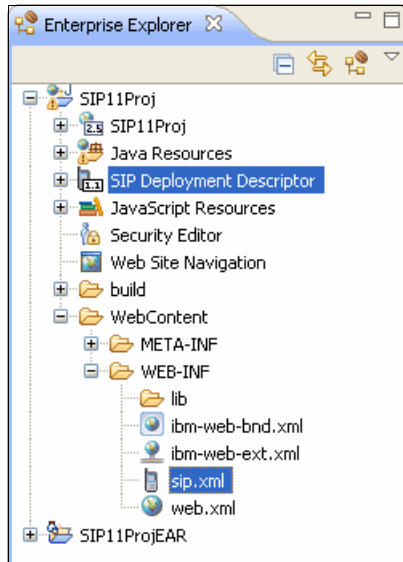 Enterprise Explorer
SIP11Proj
2.5 SIP11Proj
Java Resources
1.1 SIP Deployment Descriptor
JavaScript Resources
Security Editor
Web Site Navigation
build
WebContent
META-INF
WEB-INF
lib
ibm-web-bnd.xml
ibm-web-ext.xml
sip.xml
web.xml
SIP11ProjEAR